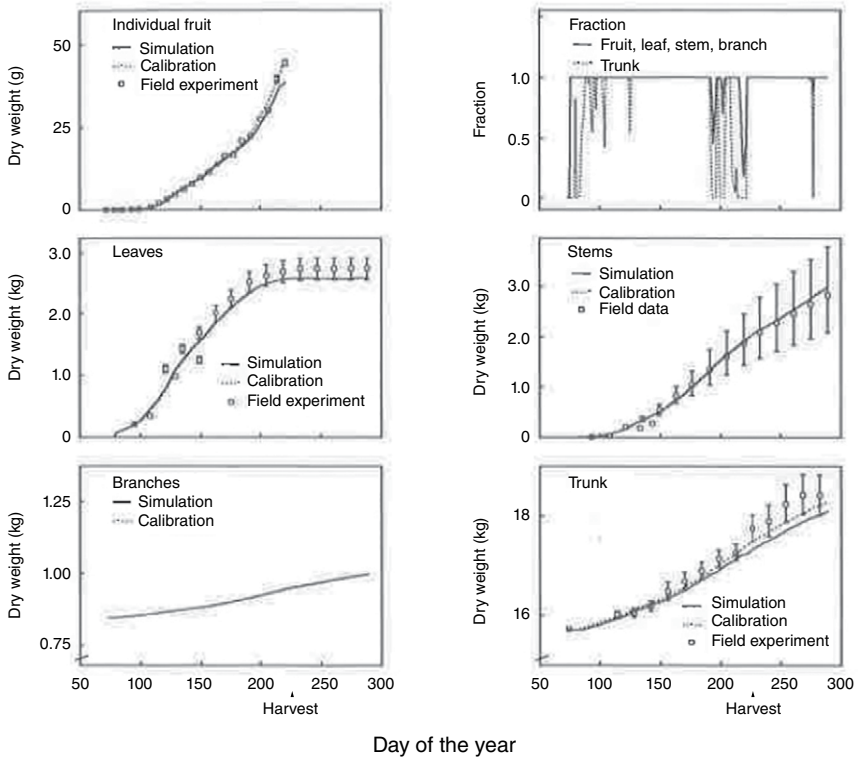 Individual fruit
Simulation
Calibration
Field experiment
50
25
0
Dry weight (g)
Fraction
Fruit, leaf, stem, branch
Trunk
1.0
0.5
0
Fraction
Leaves
3.0
2.0
1.0
0
Dry weight (kg)
Simulation
Calibration
Field experiment
Stems
Simulation
Calibration
Field data
3.0
2.0
1.0
0
Dry weight (kg)
Branches
Simulation
Calibration
1.25
1.00
0.75
Dry weight (kg)
50 100 150 200 250 300
Harvest
Trunk
18
16
Dry weight (kg)
Simulation
Calibration
Field experiment
50 100 150 200 250 300
Harvest
Day of the year